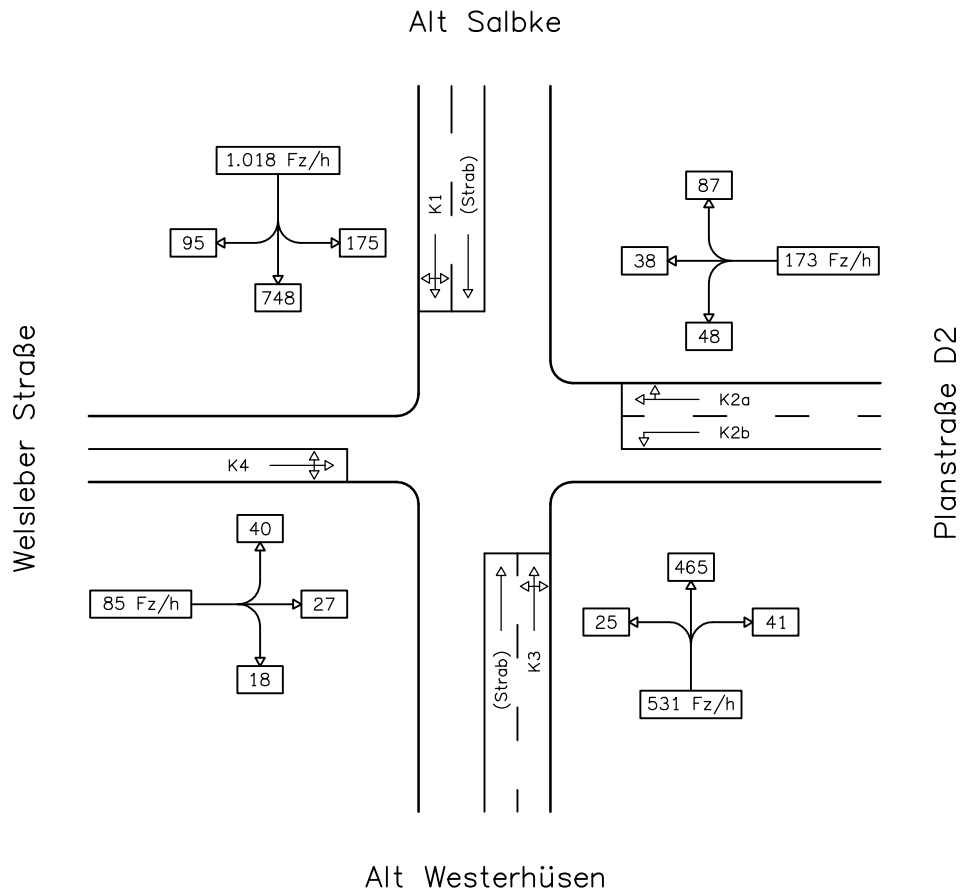 Alt Salbke
1.018 Fz/h
95
175
748
K1
(Strab)
87
38
173 Fz/h
48
Welsleber Straße
Planstraße D2
K2a
K2b
K4
40
85 Fz/h
27
18
(Strab)
K3
465
25
41
531 Fz/h
Alt Westerhüsen